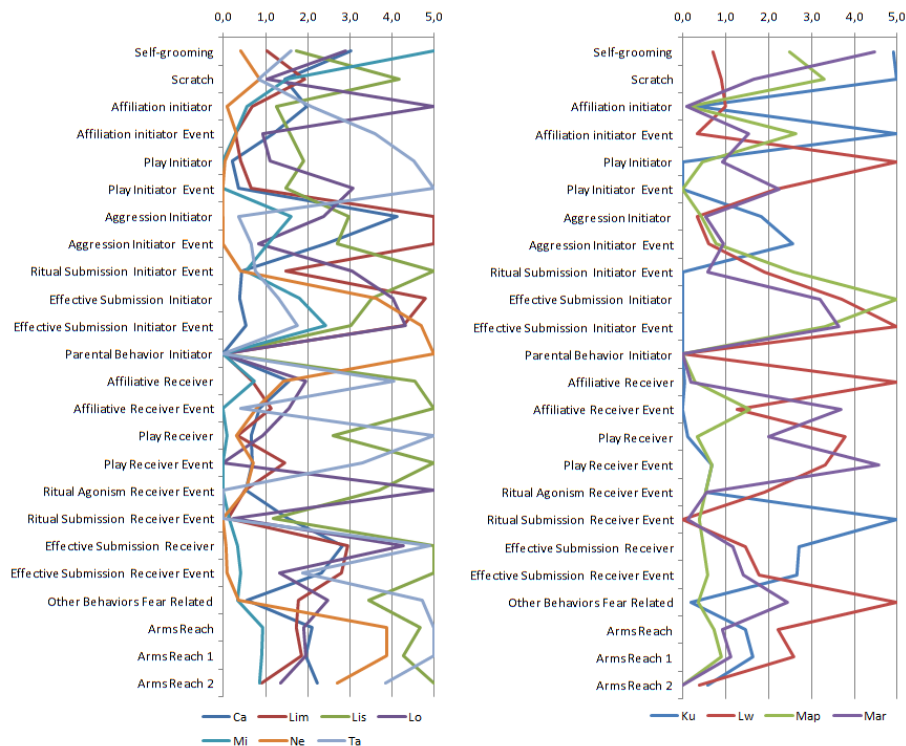 0,0 1,0 2,0 3,0 4,0 5,0
Self-grooming
Scratch
Affiliation initiator
Affiliation initiator Event
Play Initiator
Play Initiator Event
Aggression Initiator
Aggression Initiator Event
Ritual Submission Initiator Event
Effective Submission Initiator
Effective Submission Initiator Event
Parental Behavior Initiator
Affiliative Receiver
Affiliative Receiver Event
Play Receiver
Play Receiver Event
Ritual Agonism Receiver Event
Ritual Submission Receiver Event
Effective Submission Receiver
Effective Submission Receiver Event
Other Behaviors Fear Related
Arms Reach
Arms Reach 1
Arms Reach 2
Ca Lim Lis Lo
Mi Ne Ta
0,0 1,0 2,0 3,0 4,0 5,0
Self-grooming
Scratch
Affiliation initiator
Affiliation initiator Event
Play Initiator
Play Initiator Event
Aggression Initiator
Aggression Initiator Event
Ritual Submission Initiator Event
Effective Submission Initiator
Effective Submission Initiator Event
Parental Behavior Initiator
Affiliative Receiver
Affiliative Receiver Event
Play Receiver
Play Receiver Event
Ritual Agonism Receiver Event
Ritual Submission Receiver Event
Effective Submission Receiver
Effective Submission Receiver Event
Other Behaviors Fear Related
Arms Reach
Arms Reach 1
Arms Reach 2
Ku Lw Map Mar